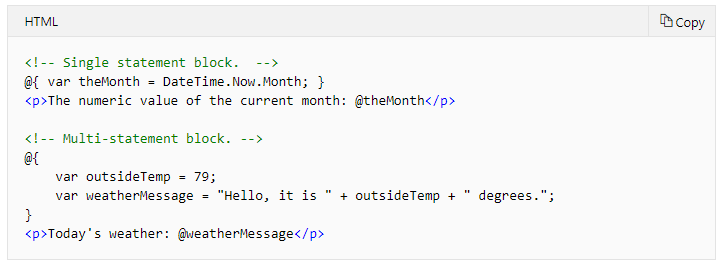 HTML
Copy
<!-- Single statement block.  -->
@{ var theMonth = DateTime.Now.Month; }
<p>The numeric value of the current month: @theMonth</p>
<!-- Multi-statement block. -->
@{
    var outsideTemp = 79;
    var weatherMessage = "Hello, it is " + outsideTemp + " degrees.";
}
<p>Today's weather: @weatherMessage</p>